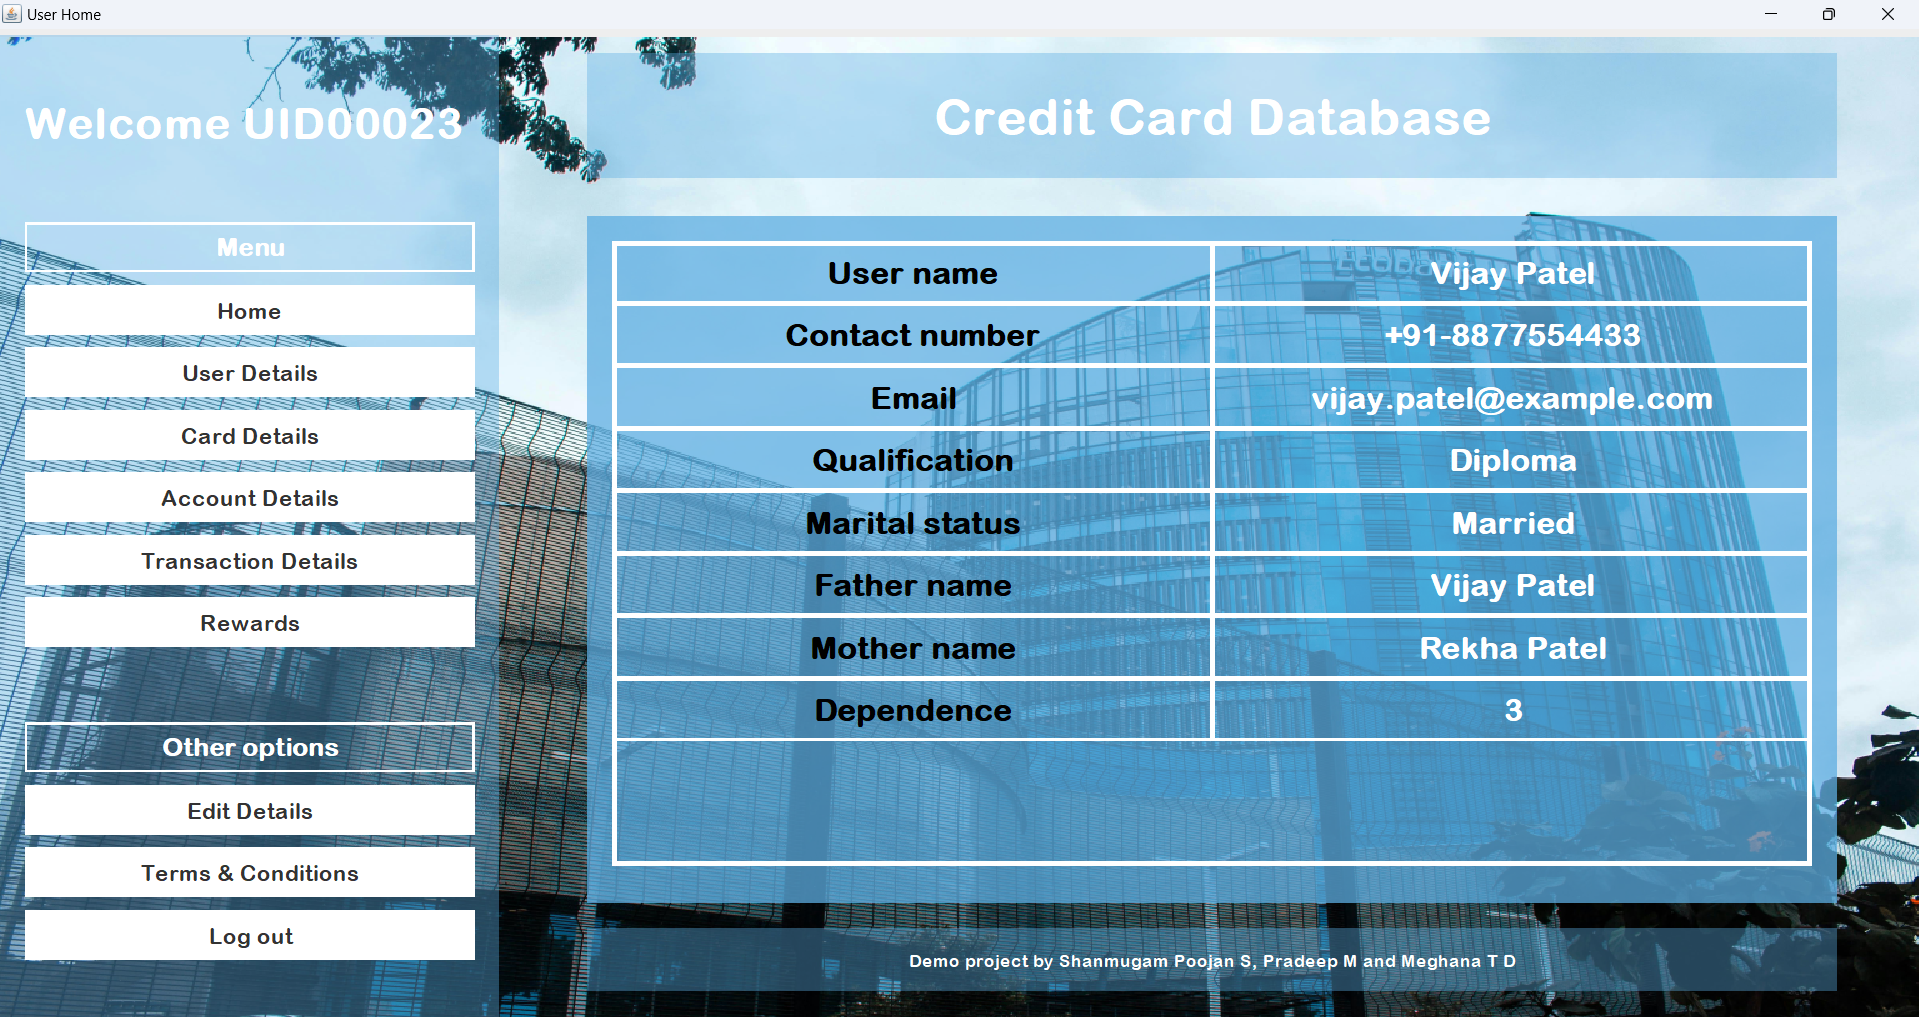 User Home
Welcome UID00023
Credit Card Database
Menu
Home
User Details
Card Details
Account Details
Transaction Details
Rewards
Other options
Edit Details
Terms & Conditions
Log out
User name Vijay Patel
Contact number +91-8877554433
Email vijay.patel@example.com
Qualification Diploma
Marital status Married
Father name Vijay Patel
Mother name Rekha Patel
Dependence 3
Demo project by Shanmugam Poojan S, Pradeep M and Meghana T D